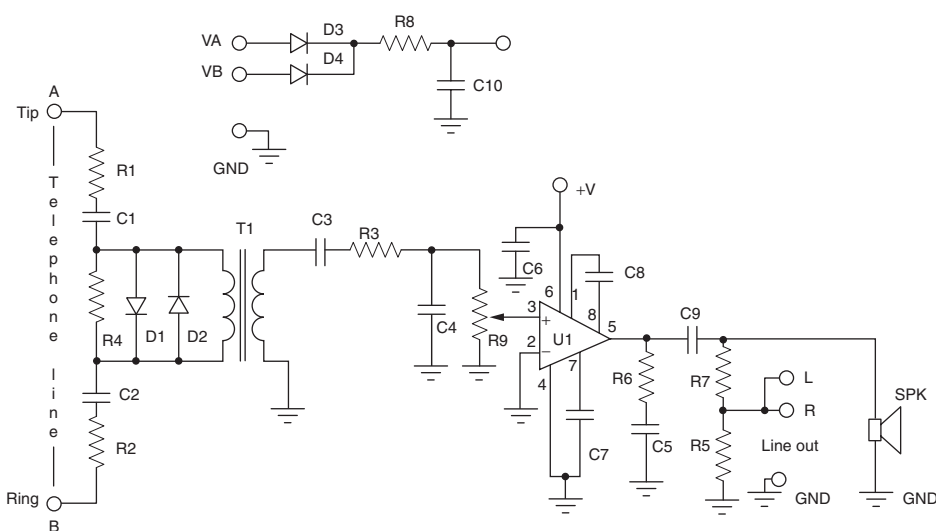 VA
D3
R8
VB
D4
C10
GND
A
Tip
Telephone line
R1
C1
R4
D1
D2
T1
C2
R2
Ring
B
C3
R3
C4
R9
+V
C6
C8
6
1
8
3
+
U1
5
2
−
7
4
C7
C9
R6
C5
R7
R5
L
R
Line out
GND
SPK
GND